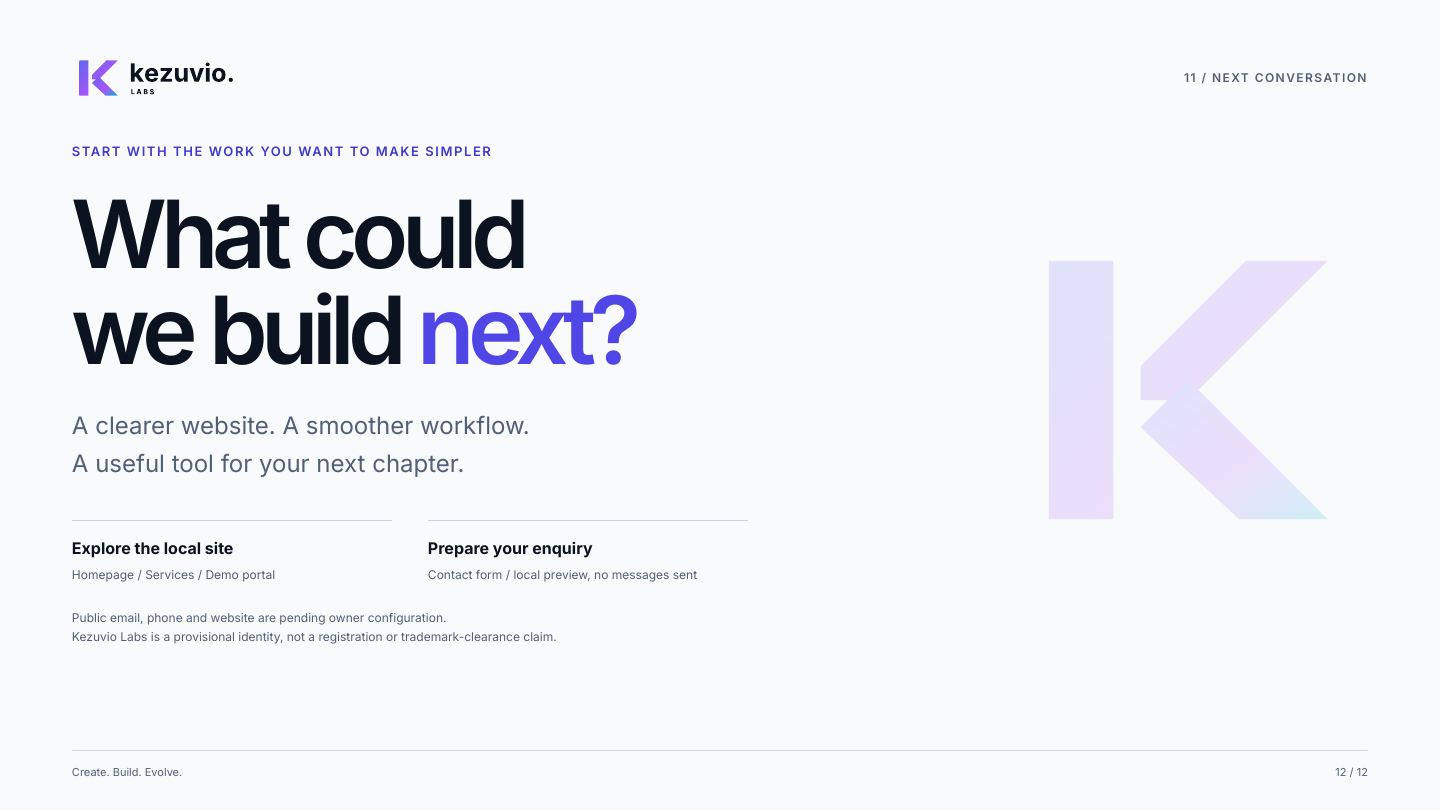 kezuvio.
LABS
11 / NEXT CONVERSATION
START WITH THE WORK YOU WANT TO MAKE SIMPLER
What could
we build next?
A clearer website. A smoother workflow.
A useful tool for your next chapter.
Explore the local site
Homepage / Services / Demo portal
Prepare your enquiry
Contact form / local preview, no messages sent
Public email, phone and website are pending owner configuration.
Kezuvio Labs is a provisional identity, not a registration or trademark-clearance claim.
Create. Build. Evolve.
12 / 12